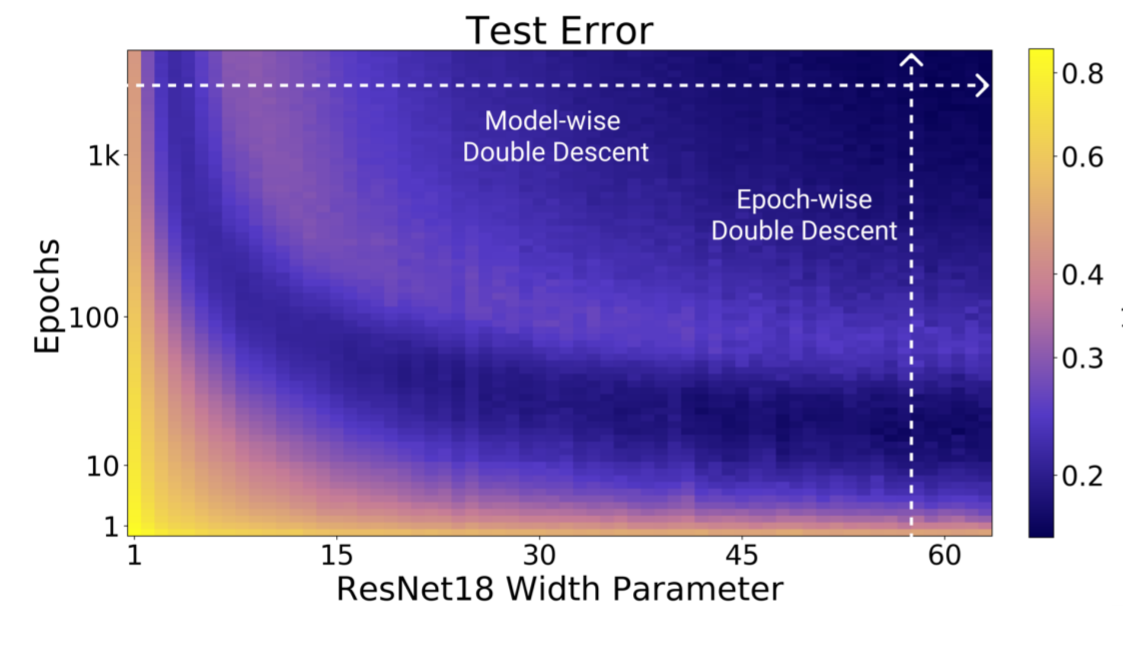 Test Error
Model-wise
Double Descent
Epoch-wise
Double Descent
Epochs
1k
100
10
1
1 15 30 45 60
ResNet18 Width Parameter
0.8
0.6
0.4
0.3
0.2